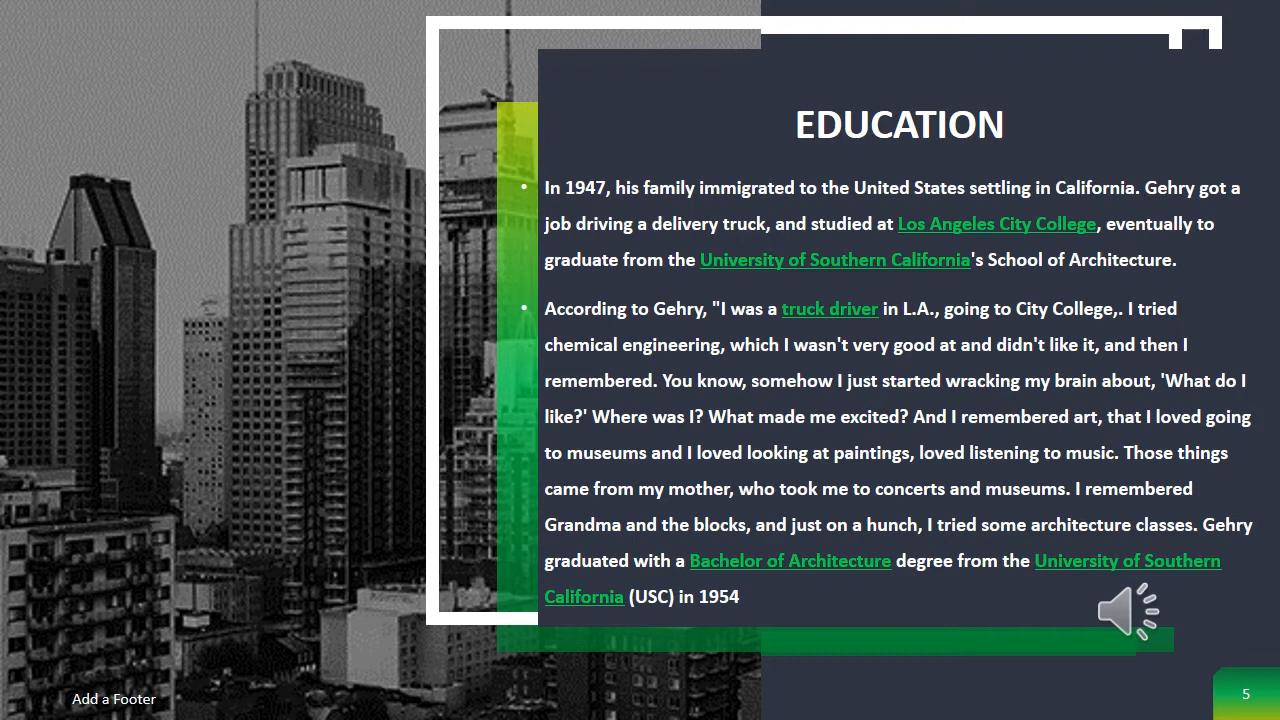 EDUCATION
• In 1947, his family immigrated to the United States settling in California. Gehry got a
job driving a delivery truck, and studied at Los Angeles City College, eventually to
graduate from the University of Southern California's School of Architecture.
• According to Gehry, "I was a truck driver in L.A., going to City College,. I tried
chemical engineering, which I wasn't very good at and didn't like it, and then I
remembered. You know, somehow I just started wracking my brain about, 'What do I
like?' Where was I? What made me excited? And I remembered art, that I loved going
to museums and I loved looking at paintings, loved listening to music. Those things
came from my mother, who took me to concerts and museums. I remembered
Grandma and the blocks, and just on a hunch, I tried some architecture classes. Gehry
graduated with a Bachelor of Architecture degree from the University of Southern
California (USC) in 1954
Add a Footer
5